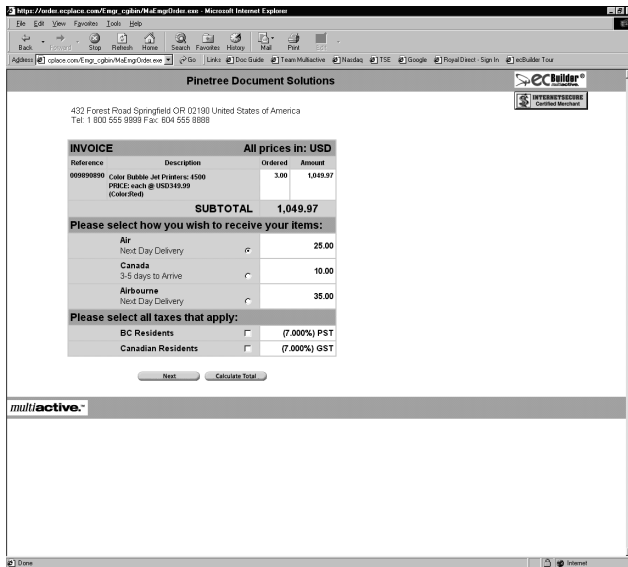 https://order.ecplace.com/Emgr_cgibin/MaEmgrOrder.exe - Microsoft Internet Explorer
File Edit View Favorites Tools Help
Back Forward Stop Refresh Home Search Favorites History Mail Print Edit
Address cplace.com/Emgr_cgibin/MaEmgrOrder.exe Go Links Doc Guide Team Multiactive Nasdaq TSE Google Royal Direct - Sign In ecBuilder Tour
Pinetree Document Solutions
ecBuilder®
multiactive.
INTERNETSECURE
Certified Merchant
432 Forest Road Springfield OR 02190 United States of America
Tel: 1 800 555 9999 Fax: 604 555 8888
INVOICE All prices in: USD
Reference Description Ordered Amount
009890890 Color Bubble Jet Printers: 4500 3.00 1,049.97
PRICE: each @ USD349.99
(Color:Red)
SUBTOTAL 1,049.97
Please select how you wish to receive your items:
Air
Next Day Delivery 25.00
Canada
3-5 days to Arrive 10.00
Airbourne
Next Day Delivery 35.00
Please select all taxes that apply:
BC Residents (7.000%) PST
Canadian Residents (7.000%) GST
Next Calculate Total
multiactive.™
Done Internet